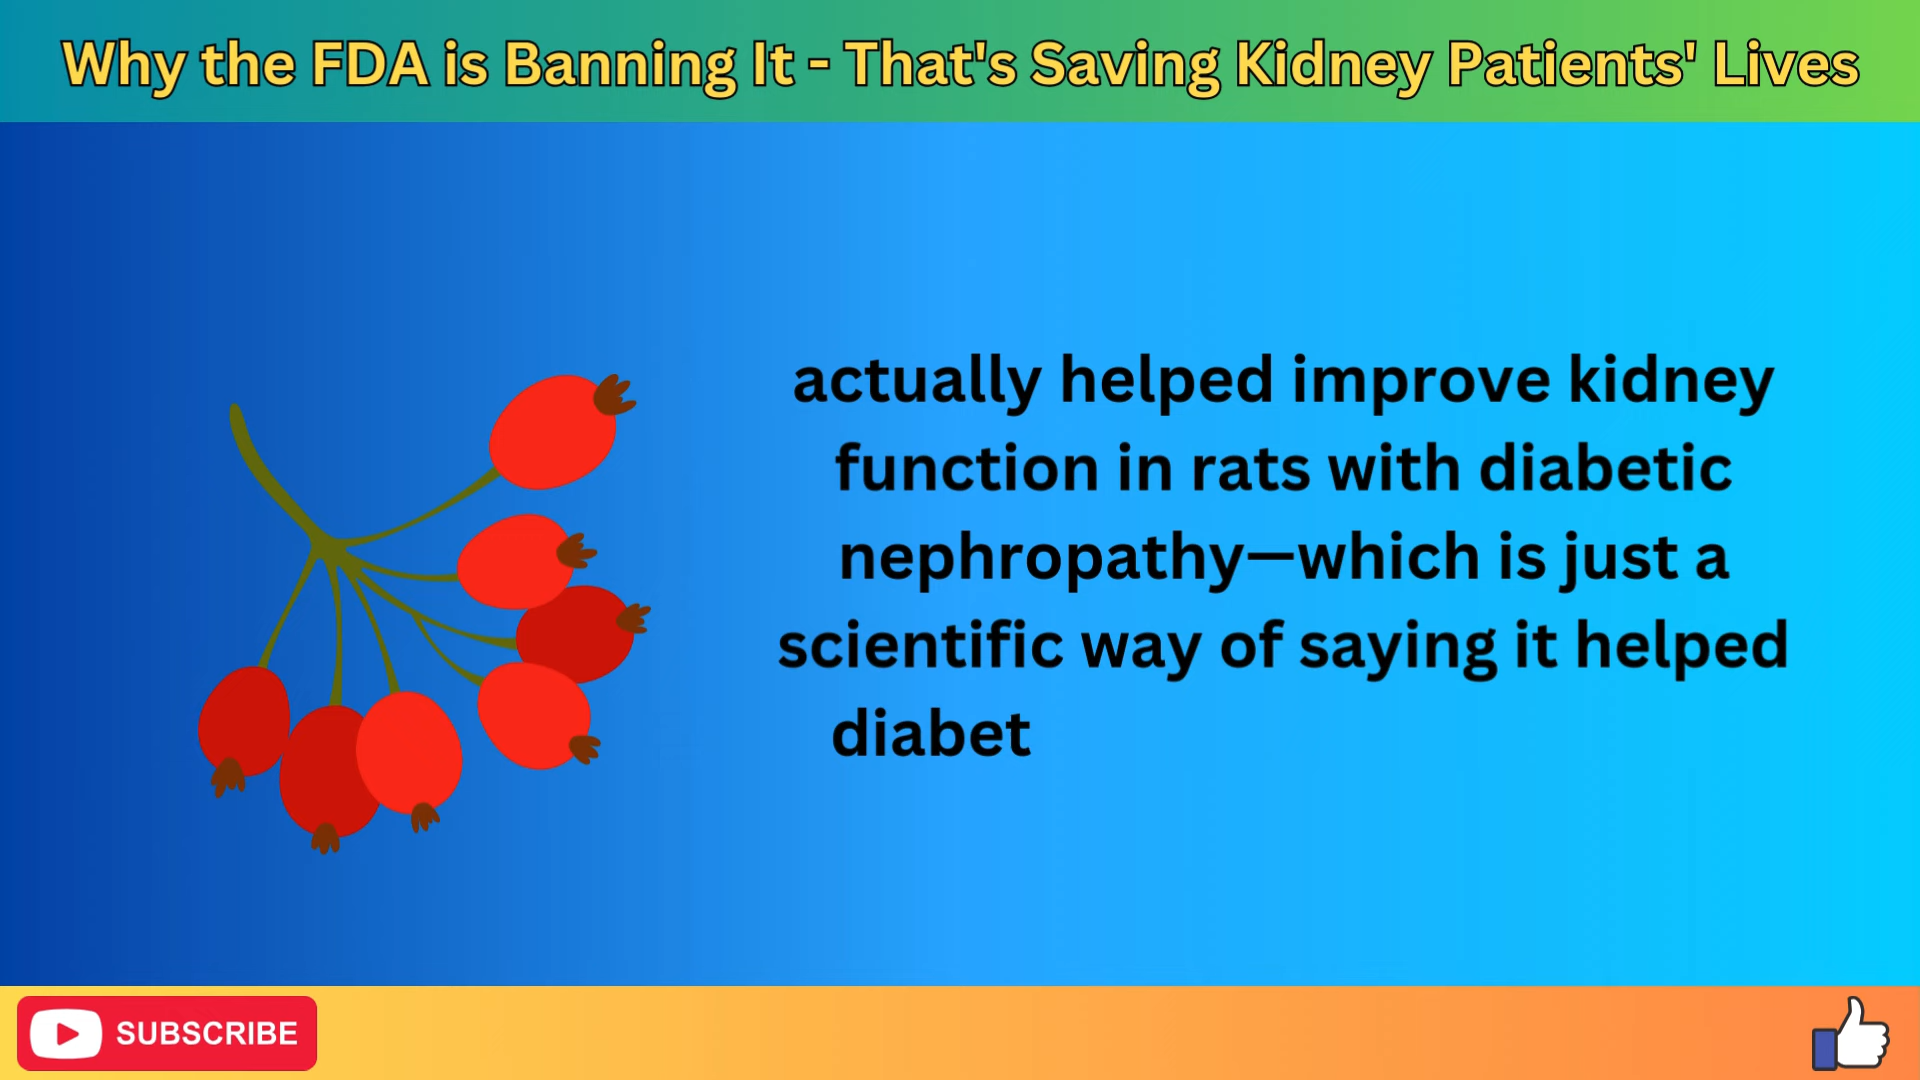 Why the FDA is Banning It - That's Saving Kidney Patients' Lives
actually helped improve kidney
function in rats with diabetic
nephropathy—which is just a
scientific way of saying it helped
diabet
SUBSCRIBE